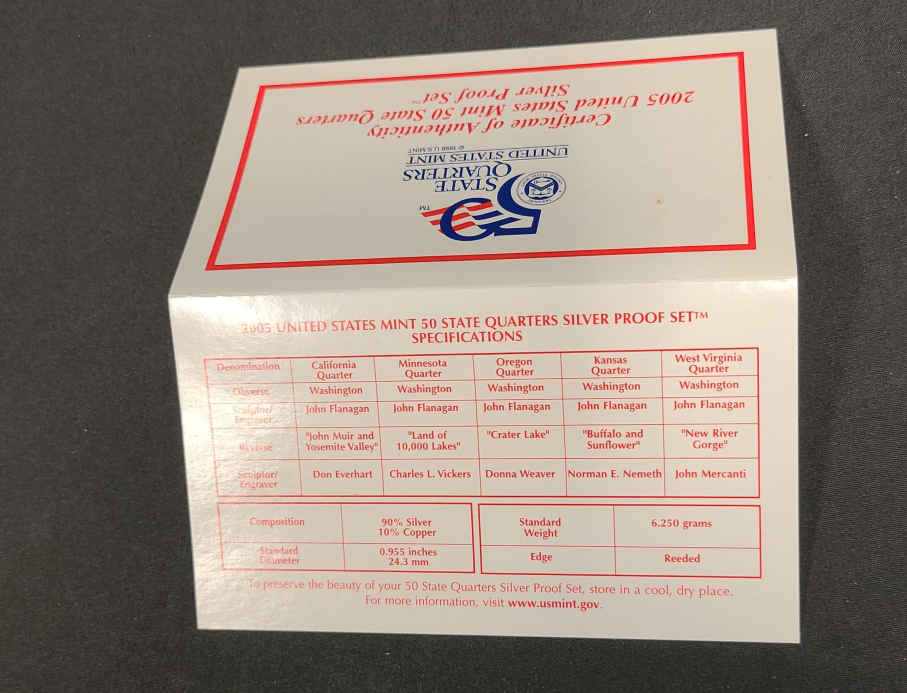 Certificate of Authenticity
2005 United States Mint 50 State Quarters
Silver Proof Set™
50
™
STATE
QUARTERS
UNITED STATES MINT
© 1998 U.S. MINT
2005 UNITED STATES MINT 50 STATE QUARTERS SILVER PROOF SET™
SPECIFICATIONS
Denomination California Quarter Minnesota Quarter Oregon Quarter Kansas Quarter West Virginia Quarter
Obverse Washington Washington Washington Washington Washington
Sculptor/ Engraver John Flanagan John Flanagan John Flanagan John Flanagan John Flanagan
Reverse "John Muir and Yosemite Valley" "Land of 10,000 Lakes" "Crater Lake" "Buffalo and Sunflower" "New River Gorge"
Sculptor/ Engraver Don Everhart Charles L. Vickers Donna Weaver Norman E. Nemeth John Mercanti
Composition 90% Silver 10% Copper Standard Weight 6.250 grams
Standard Diameter 0.955 inches 24.3 mm Edge Reeded
To preserve the beauty of your 50 State Quarters Silver Proof Set, store in a cool, dry place.
For more information, visit www.usmint.gov.